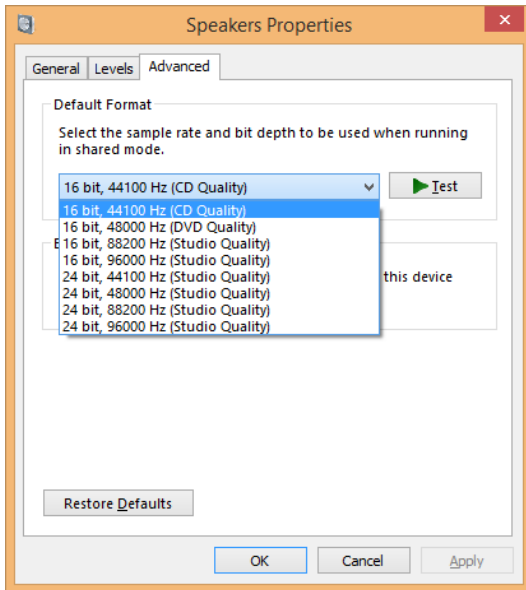 Speakers Properties
General Levels Advanced
Default Format
Select the sample rate and bit depth to be used when running
in shared mode.
16 bit, 44100 Hz (CD Quality)
Test
16 bit, 44100 Hz (CD Quality)
16 bit, 48000 Hz (DVD Quality)
16 bit, 88200 Hz (Studio Quality)
16 bit, 96000 Hz (Studio Quality)
24 bit, 44100 Hz (Studio Quality) this device
24 bit, 48000 Hz (Studio Quality)
24 bit, 88200 Hz (Studio Quality)
24 bit, 96000 Hz (Studio Quality)
Restore Defaults
OK Cancel Apply